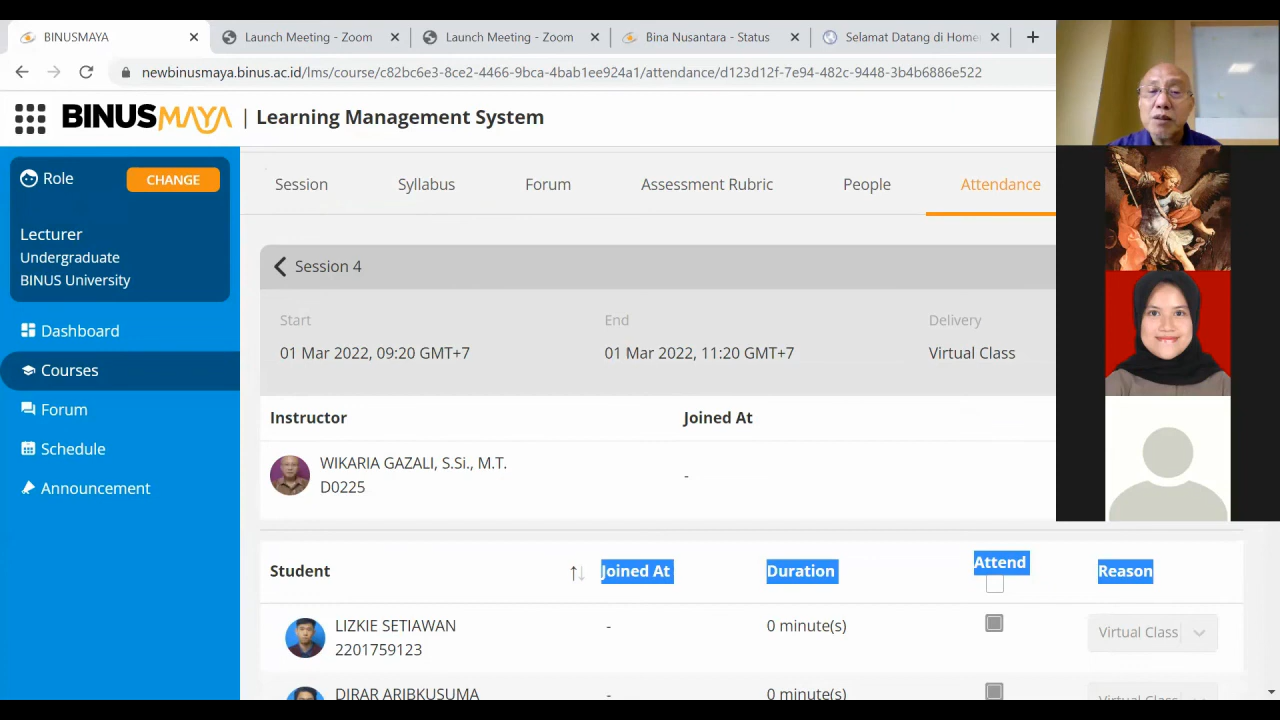 BINUSMAYA
Launch Meeting - Zoom
Launch Meeting - Zoom
Bina Nusantara - Status
Selamat Datang di Home
newbinusmaya.binus.ac.id/lms/course/c82bc6e3-8ce2-4466-9bca-4bab1ee924a1/attendance/d123d12f-7e94-482c-9448-3b4b6886e522
BINUSMAYA | Learning Management System
Role
CHANGE
Lecturer
Undergraduate
BINUS University
Dashboard
Courses
Forum
Schedule
Announcement
Session Syllabus Forum Assessment Rubric People Attendance
Session 4
Start End Delivery
01 Mar 2022, 09:20 GMT+7 01 Mar 2022, 11:20 GMT+7 Virtual Class
Instructor Joined At
WIKARIA GAZALI, S.Si., M.T. -
D0225
Student Joined At Duration Attend Reason
LIZKIE SETIAWAN - 0 minute(s) Virtual Class
2201759123
DIRAR ARIBKUSUMA - 0 minute(s) Virtual Class